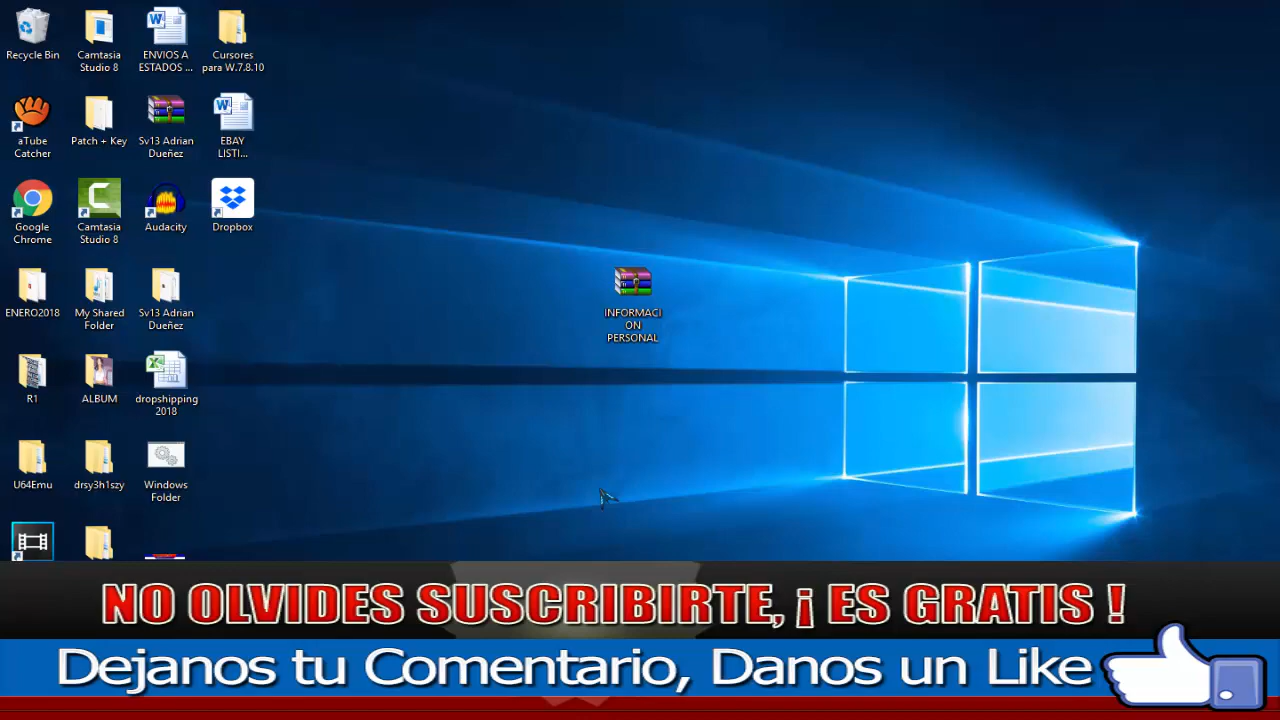 Recycle Bin
Camtasia
Studio 8
ENVIOS A
ESTADOS ...
Cursores
para W.7.8.10
aTube
Catcher
Patch + Key
Sv13 Adrian
Dueñez
EBAY
LISTI...
Google
Chrome
Camtasia
Studio 8
Audacity
Dropbox
ENERO2018
My Shared
Folder
Sv13 Adrian
Dueñez
INFORMACI
ON
PERSONAL
R1
ALBUM
dropshipping
2018
U64Emu
drsy3h1szy
Windows
Folder
NO OLVIDES SUSCRIBIRTE, ¡ ES GRATIS !
Dejanos tu Comentario, Danos un Like